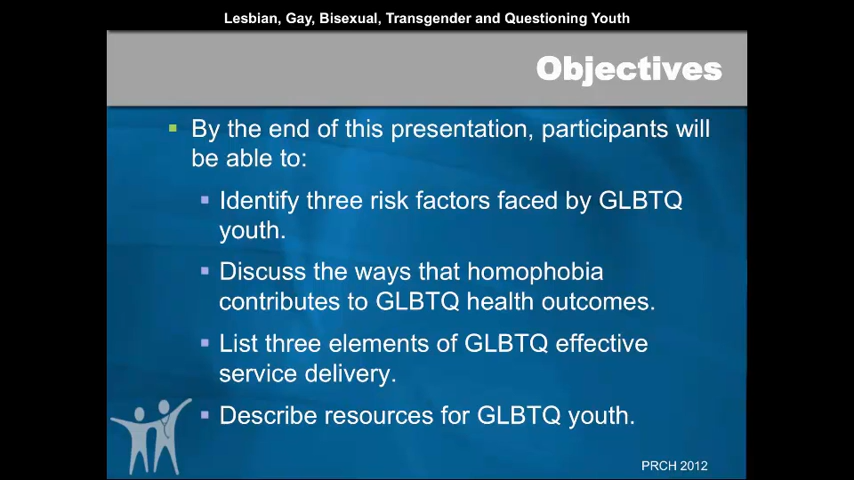 Lesbian, Gay, Bisexual, Transgender and Questioning Youth
Objectives
By the end of this presentation, participants will
be able to:
Identify three risk factors faced by GLBTQ
youth.
Discuss the ways that homophobia
contributes to GLBTQ health outcomes.
List three elements of GLBTQ effective
service delivery.
Describe resources for GLBTQ youth.
PRCH 2012